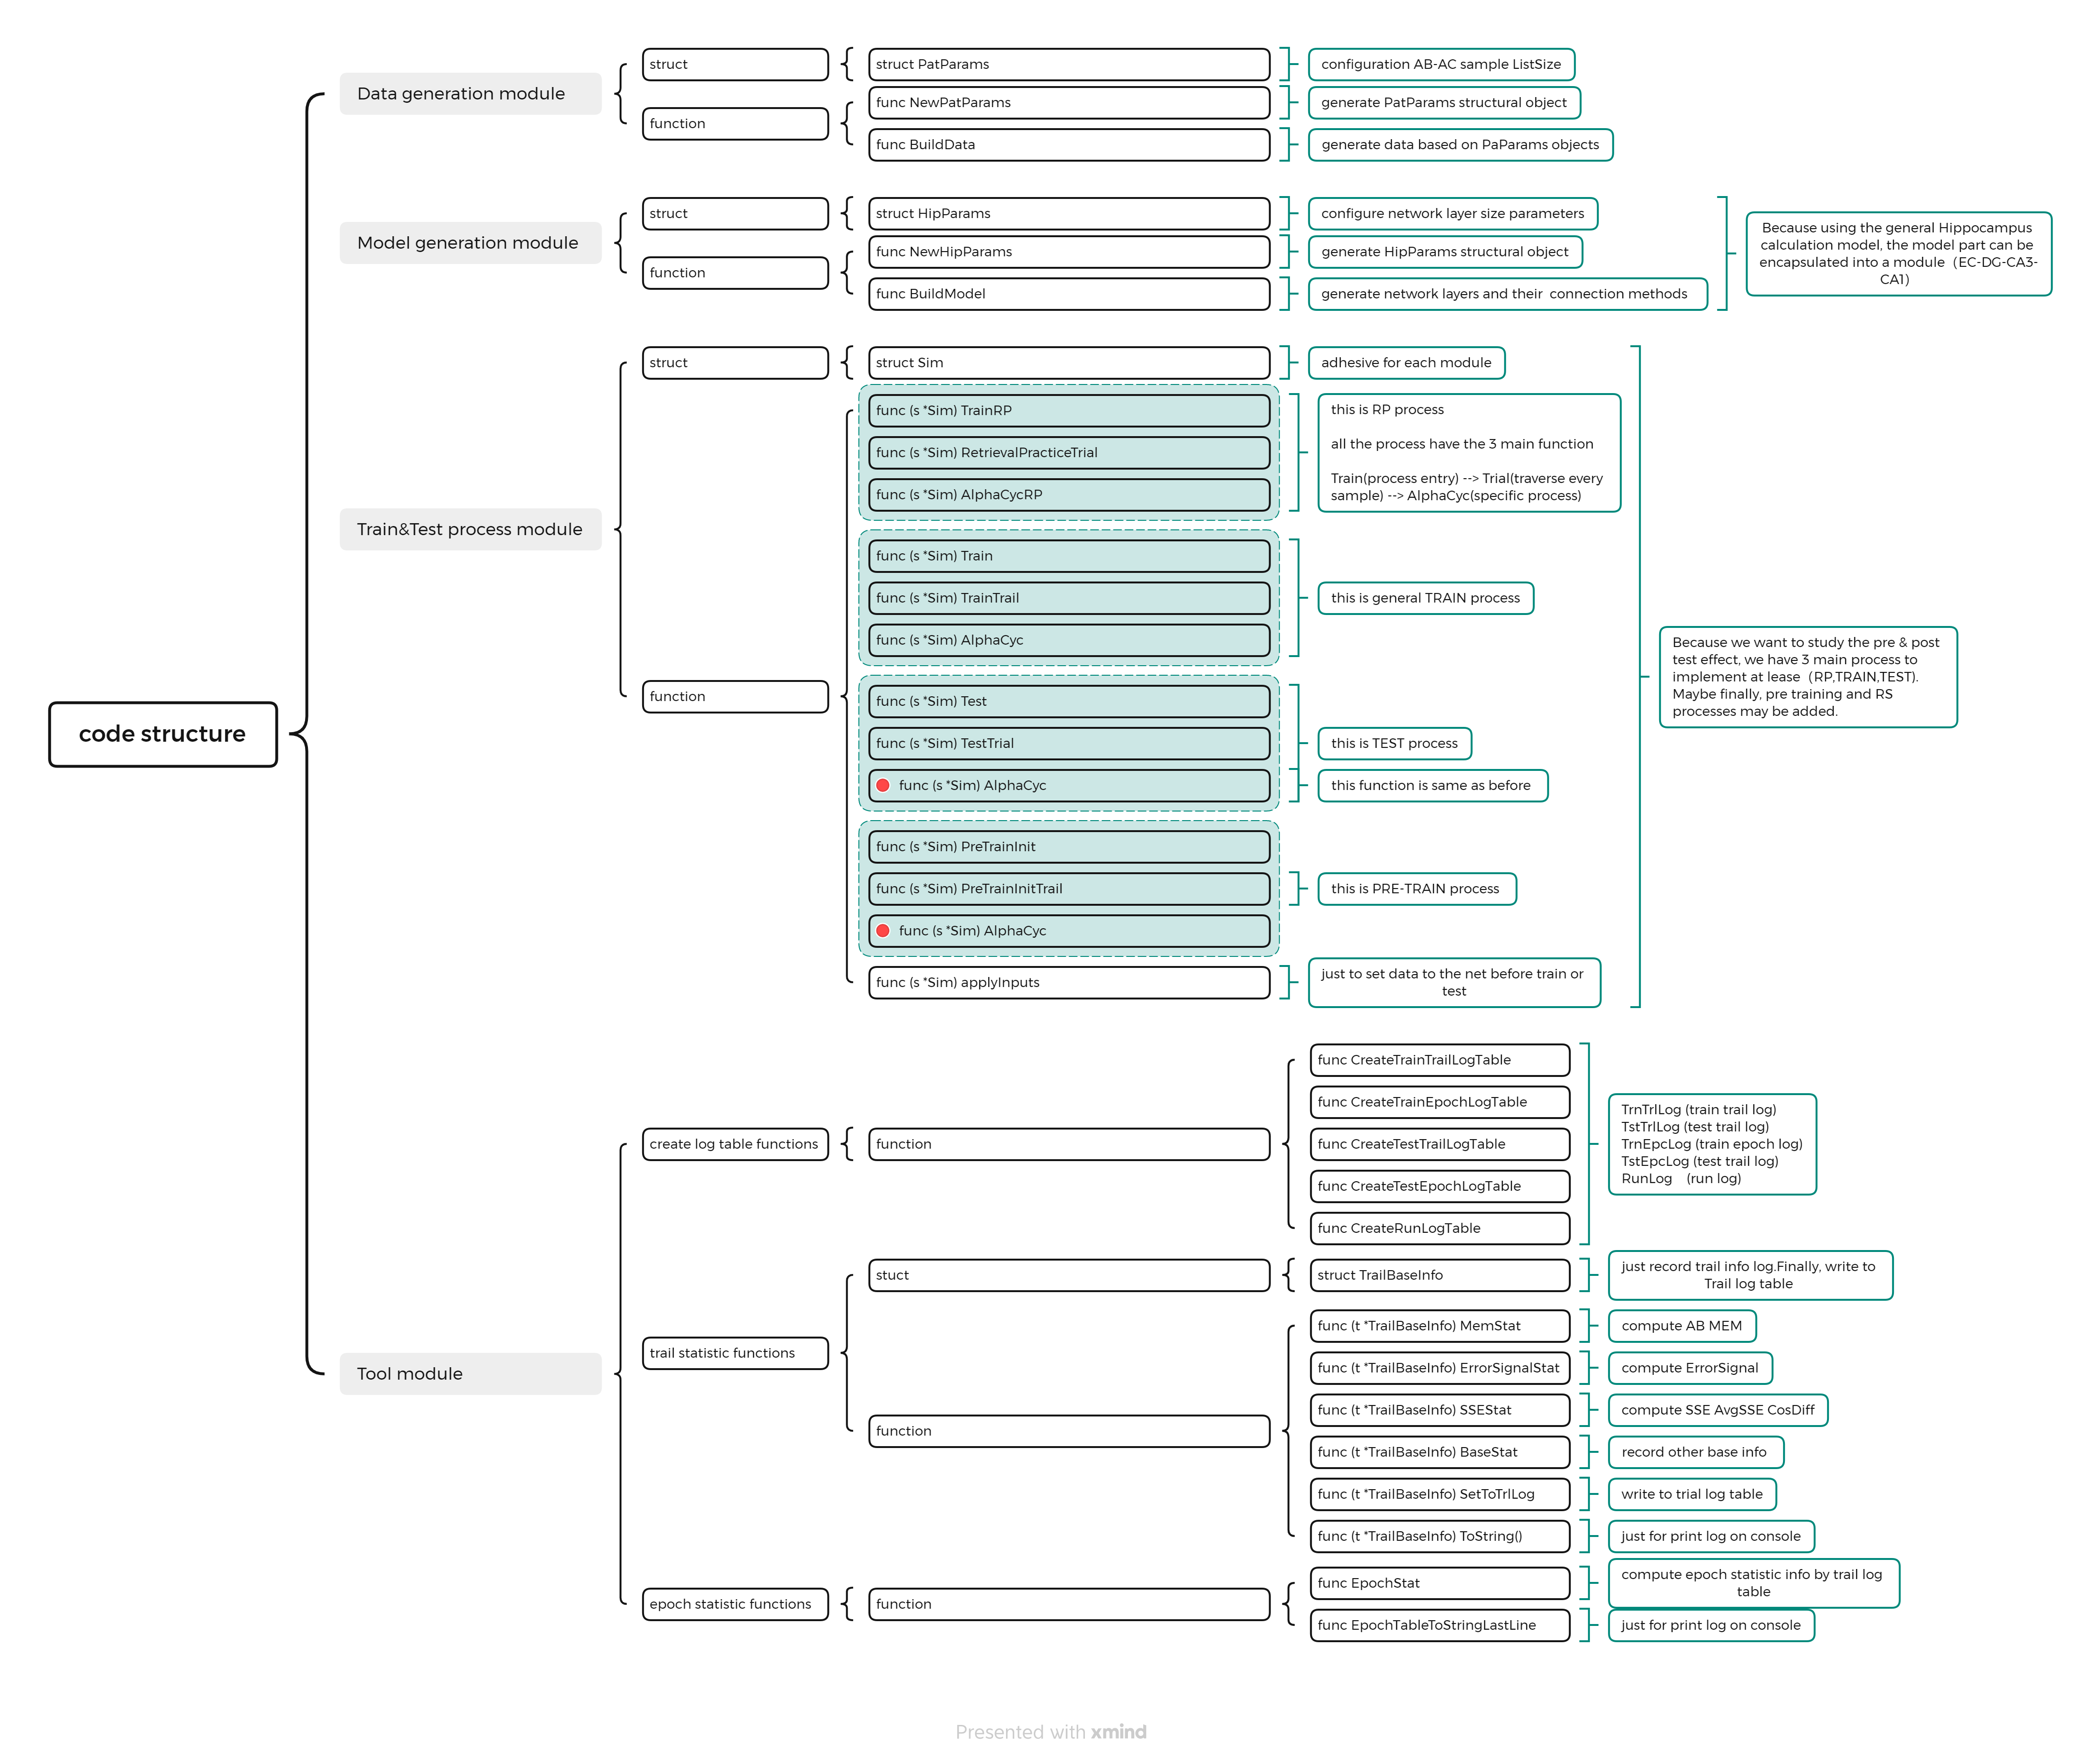 code structure
Data generation module
struct
struct PatParams
configuration AB-AC sample ListSize
function
func NewPatParams
generate PatParams structural object
func BuildData
generate data based on PaParams objects
Model generation module
struct
struct HipParams
configure network layer size parameters
function
func NewHipParams
generate HipParams structural object
func BuildModel
generate network layers and their connection methods
Because using the general Hippocampus
calculation model, the model part can be
encapsulated into a module（EC-DG-CA3-
CA1）
Train&Test process module
struct
struct Sim
adhesive for each module
function
func (s *Sim) TrainRP
func (s *Sim) RetrievalPracticeTrial
func (s *Sim) AlphaCycRP
this is RP process
all the process have the 3 main function
Train(process entry) --> Trial(traverse every
sample) --> AlphaCyc(specific process)
func (s *Sim) Train
func (s *Sim) TrainTrail
func (s *Sim) AlphaCyc
this is general TRAIN process
func (s *Sim) Test
func (s *Sim) TestTrial
this is TEST process
func (s *Sim) AlphaCyc
this function is same as before
func (s *Sim) PreTrainInit
func (s *Sim) PreTrainInitTrail
this is PRE-TRAIN process
func (s *Sim) AlphaCyc
func (s *Sim) applyInputs
just to set data to the net before train or
test
Because we want to study the pre & post
test effect, we have 3 main process to
implement at lease（RP,TRAIN,TEST).
Maybe finally, pre training and RS
processes may be added.
Tool module
create log table functions
function
func CreateTrainTrailLogTable
func CreateTrainEpochLogTable
func CreateTestTrailLogTable
func CreateTestEpochLogTable
func CreateRunLogTable
TrnTrlLog (train trail log)
TstTrlLog (test trail log)
TrnEpcLog (train epoch log)
TstEpcLog (test trail log)
RunLog (run log)
trail statistic functions
stuct
struct TrailBaseInfo
just record trail info log.Finally, write to
Trail log table
function
func (t *TrailBaseInfo) MemStat
compute AB MEM
func (t *TrailBaseInfo) ErrorSignalStat
compute ErrorSignal
func (t *TrailBaseInfo) SSEStat
compute SSE AvgSSE CosDiff
func (t *TrailBaseInfo) BaseStat
record other base info
func (t *TrailBaseInfo) SetToTrlLog
write to trial log table
func (t *TrailBaseInfo) ToString()
just for print log on console
epoch statistic functions
function
func EpochStat
compute epoch statistic info by trail log
table
func EpochTableToStringLastLine
just for print log on console
Presented with xmind